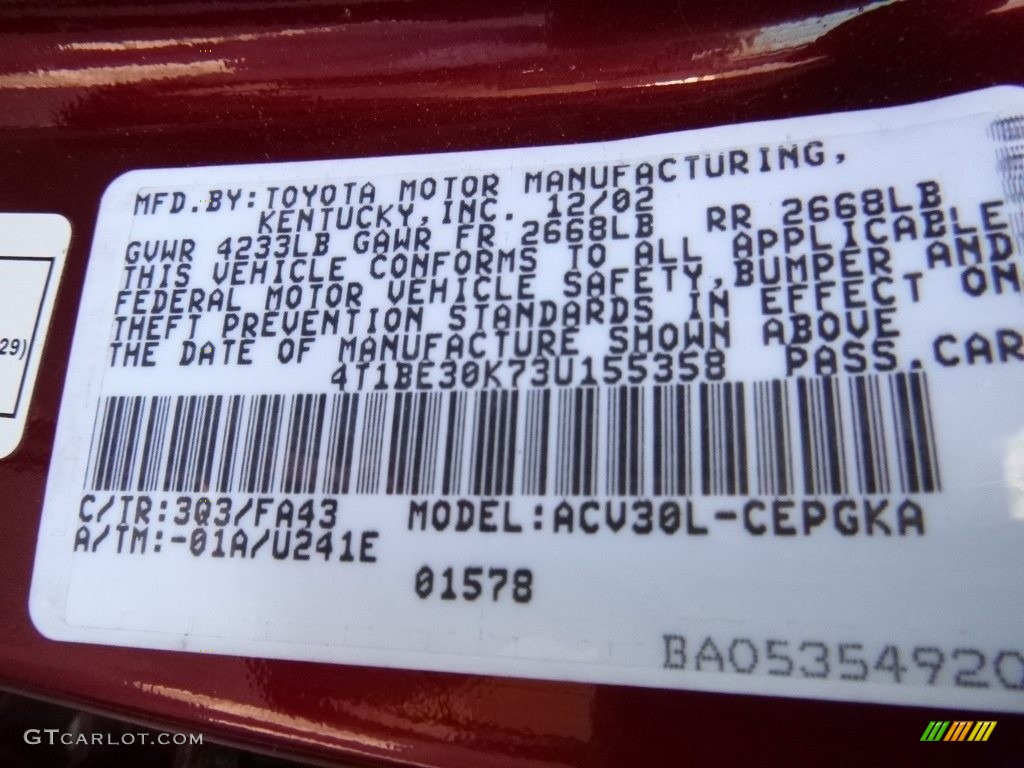 MFD.BY:TOYOTA MOTOR MANUFACTURING,
KENTUCKY,INC. 12/02
GVWR 4233LB GAWR FR 2668LB RR 2668LB
THIS VEHICLE CONFORMS TO ALL APPLICABLE
FEDERAL MOTOR VEHICLE SAFETY,BUMPER AND
THEFT PREVENTION STANDARDS IN EFFECT ON
THE DATE OF MANUFACTURE SHOWN ABOVE
4T1BE30K73U155358 PASS.CAR
C/TR:3Q3/FA43 MODEL:ACV30L-CEPGKA
A/TM:-01A/U241E
01578
BA05354920
29)
GTCARLOT.COM